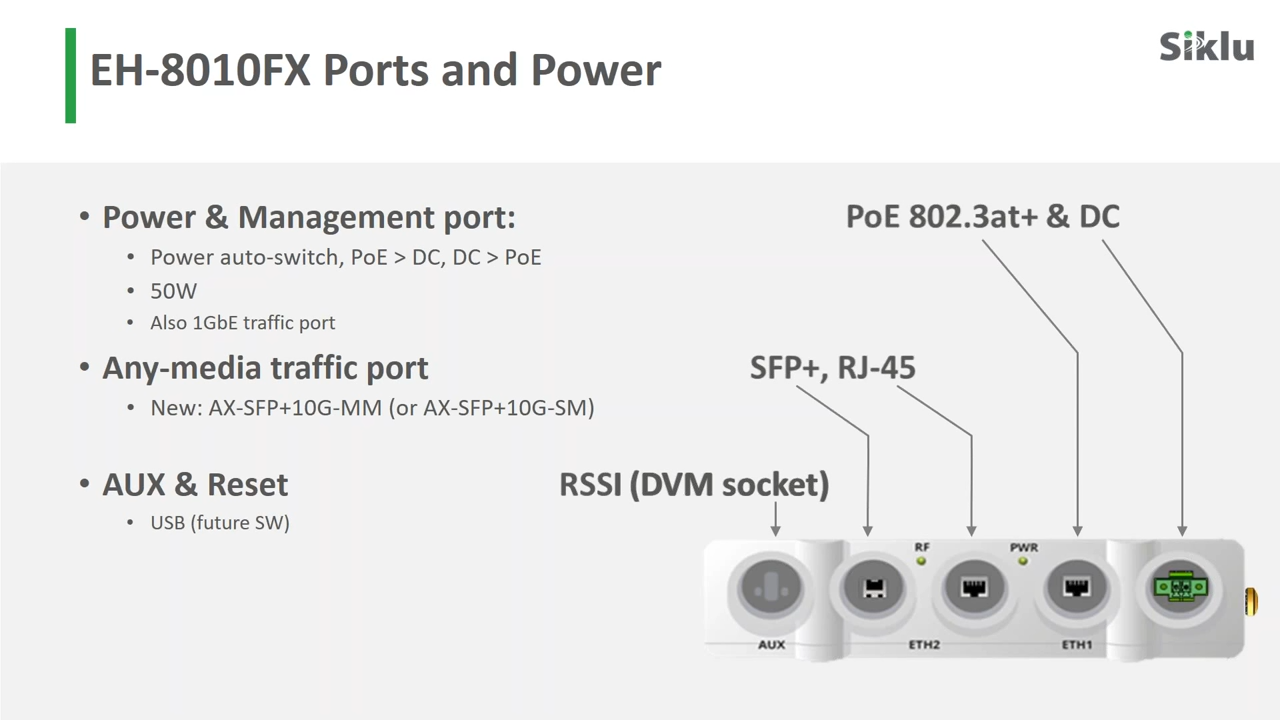 EH-8010FX Ports and Power
Siklu
• Power & Management port:
• Power auto-switch, PoE > DC, DC > PoE
• 50W
• Also 1GbE traffic port
• Any-media traffic port
• New: AX-SFP+10G-MM (or AX-SFP+10G-SM)
• AUX & Reset
• USB (future SW)
PoE 802.3at+ & DC
SFP+, RJ-45
RSSI (DVM socket)
RF
PWR
AUX
ETH2
ETH1